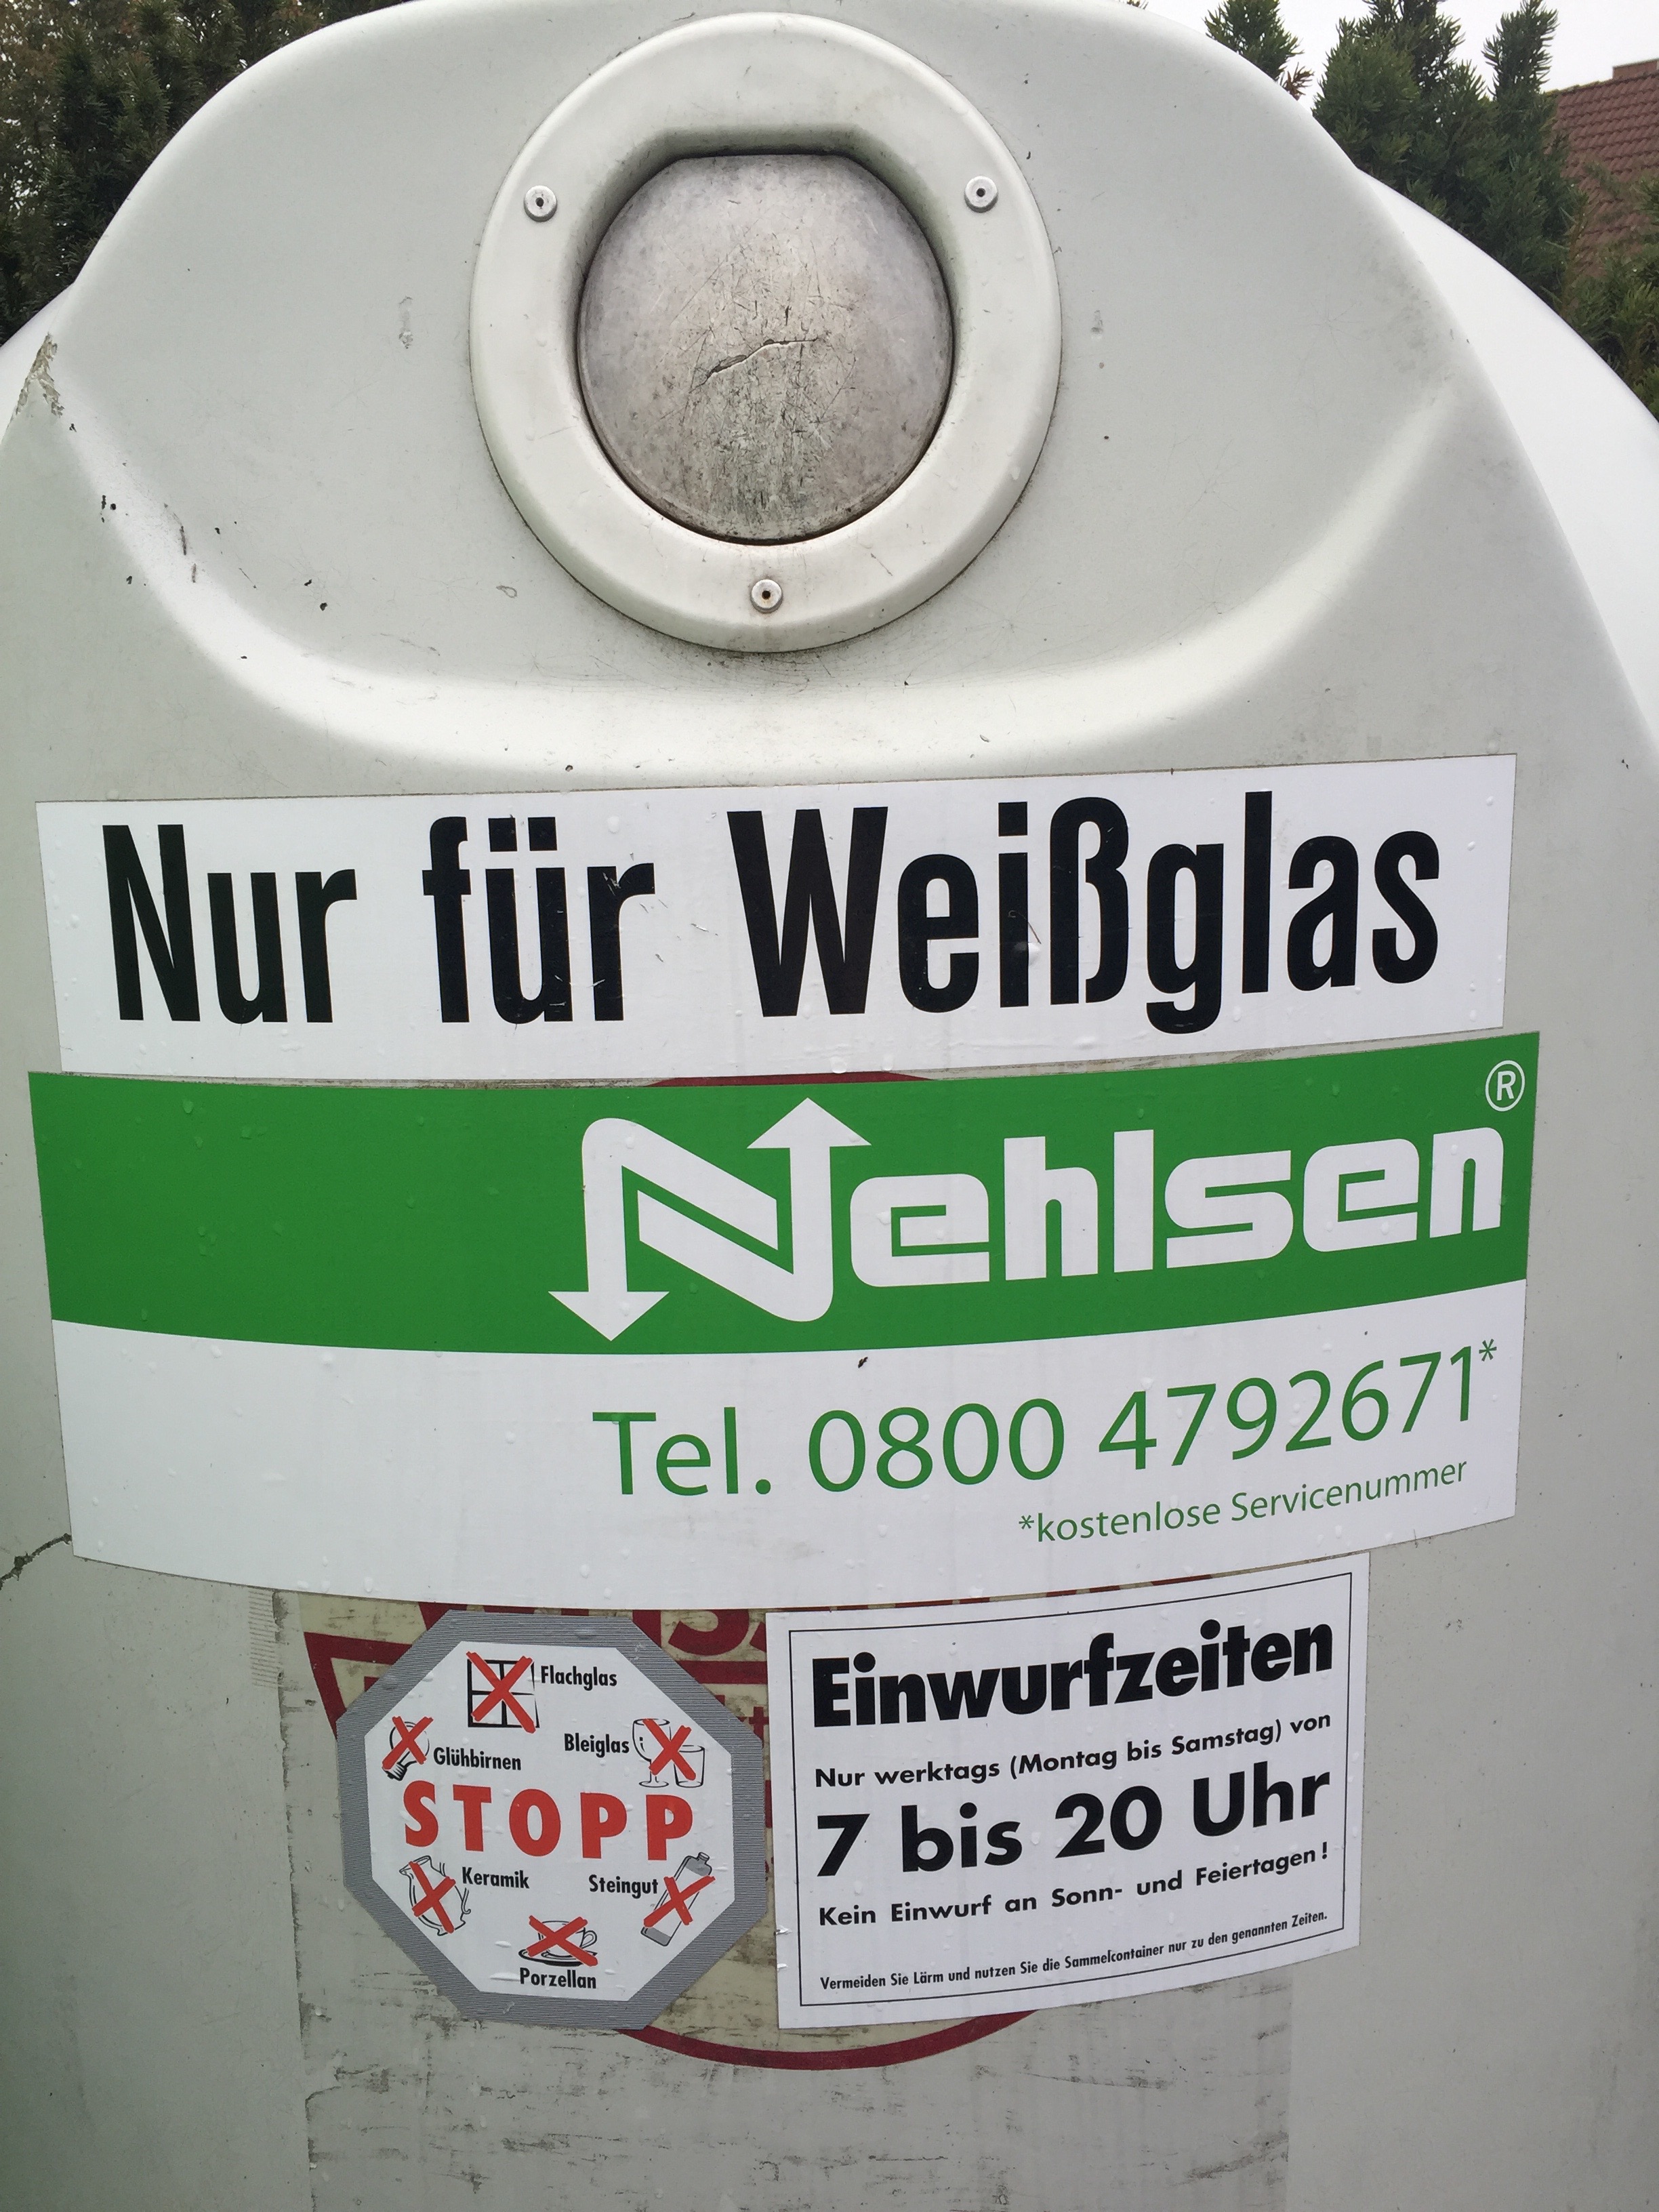 Nur für Weißglas
Nehlsen®
Tel. 0800 4792671*
*kostenlose Servicenummer
Flachglas
Glühbirnen
Bleiglas
STOPP
Keramik
Steingut
Porzellan
Einwurfzeiten
Nur werktags (Montag bis Samstag) von
7 bis 20 Uhr
Kein Einwurf an Sonn- und Feiertagen!
Vermeiden Sie Lärm und nutzen Sie die Sammelcontainer nur zu den genannten Zeiten.